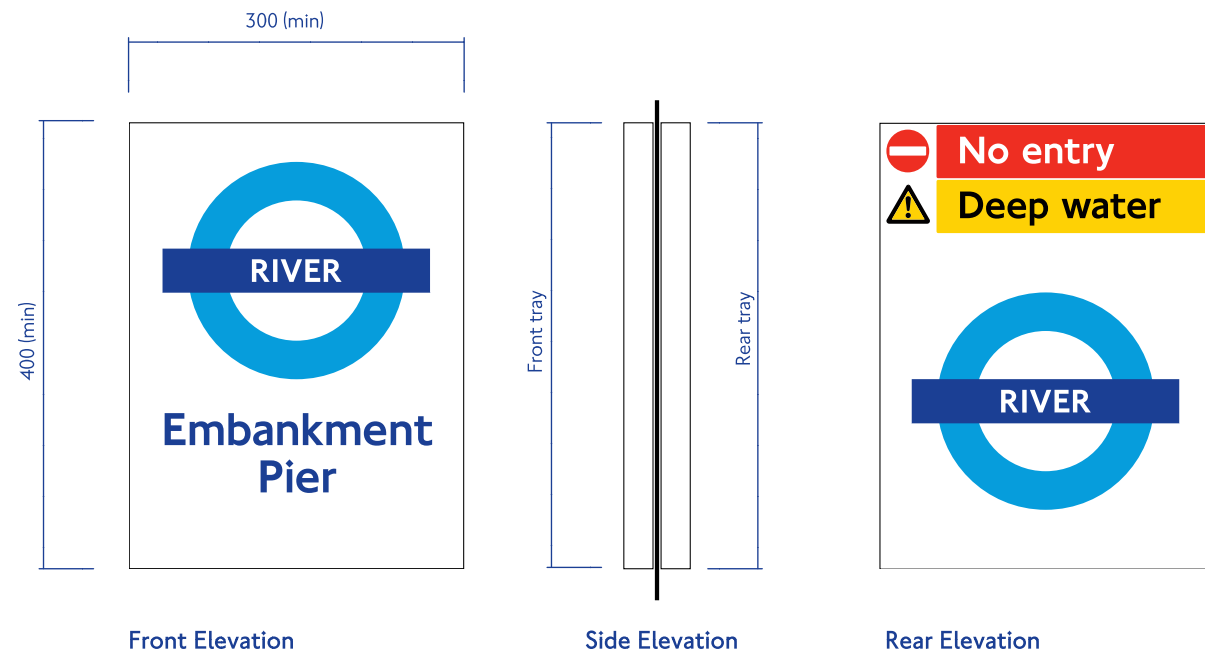 300 (min)
400 (min)
RIVER
Embankment
Pier
Front Elevation
Front tray
Rear tray
Side Elevation
No entry
Deep water
RIVER
Rear Elevation